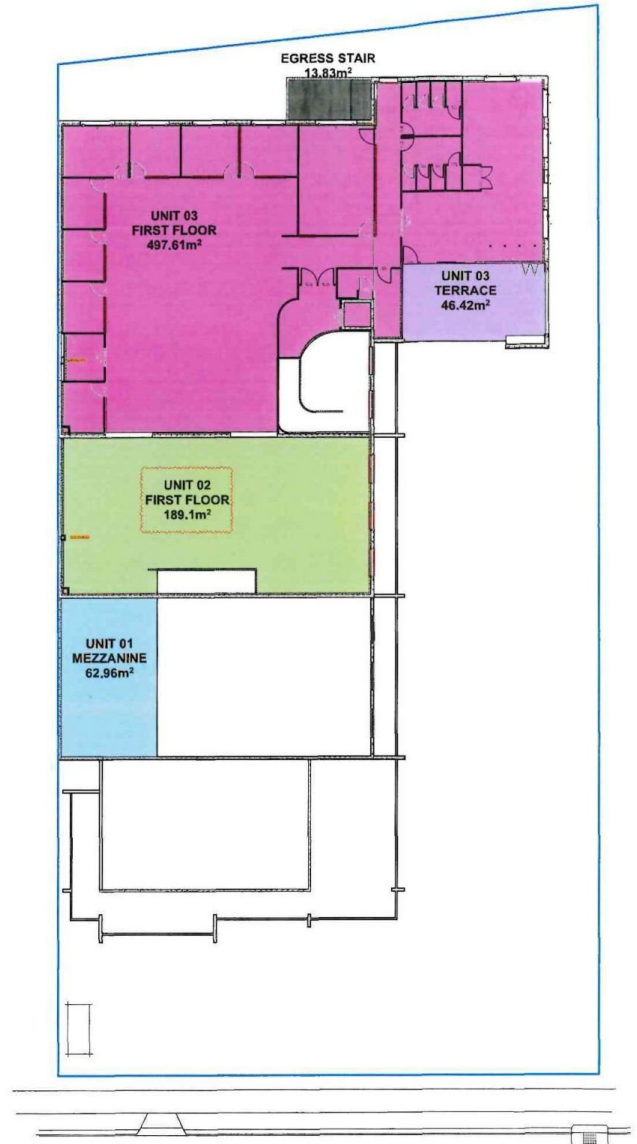 EGRESS STAIR
13.83m²
UNIT 03
FIRST FLOOR
497.61m²
UNIT 03
TERRACE
46.42m²
UNIT 02
FIRST FLOOR
189.1m²
UNIT 01
MEZZANINE
62.96m²